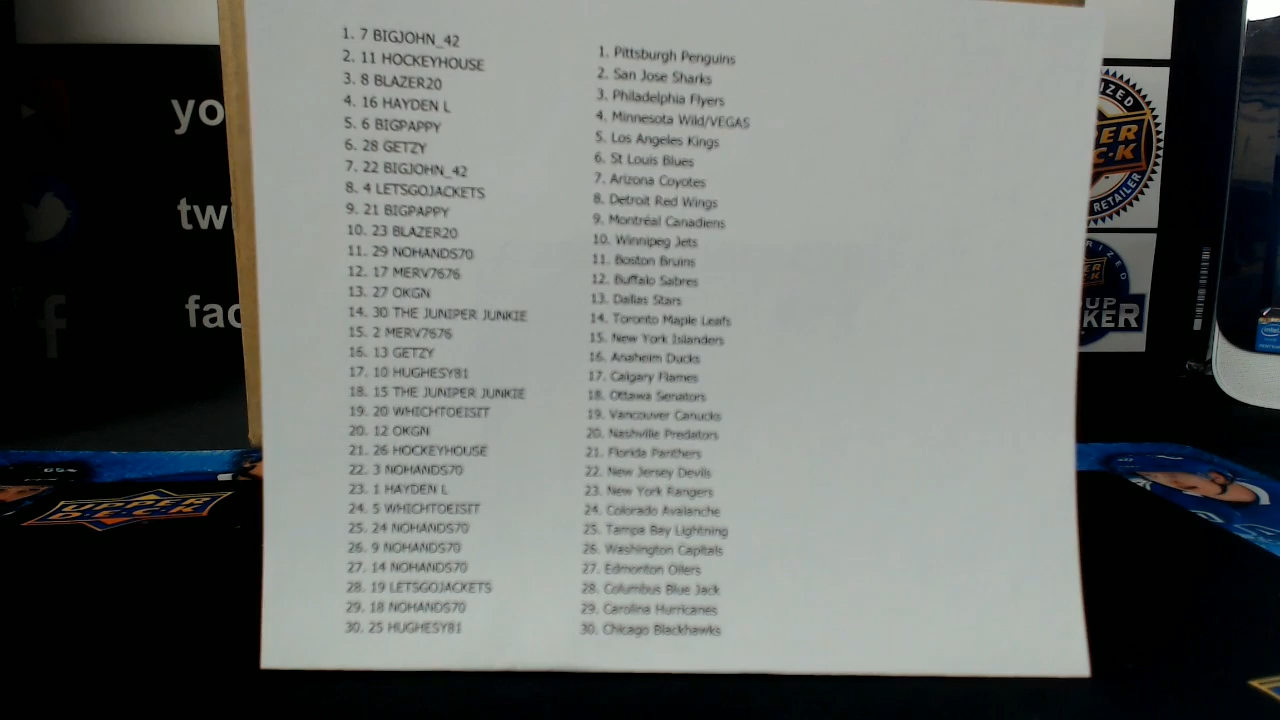 1. 7 BIGJOHN_42
2. 11 HOCKEYHOUSE
3. 8 BLAZER20
4. 16 HAYDEN L
5. 6 BIGPAPPY
6. 28 GETZY
7. 22 BIGJOHN_42
8. 4 LETSGOJACKETS
9. 21 BIGPAPPY
10. 23 BLAZER20
11. 29 NOHANDS70
12. 17 MERV7676
13. 27 OKGN
14. 30 THE JUNIPER JUNKIE
15. 2 MERV7676
16. 13 GETZY
17. 10 HUGHESY81
18. 15 THE JUNIPER JUNKIE
19. 20 WHICHTOEISIT
20. 12 OKGN
21. 26 HOCKEYHOUSE
22. 3 NOHANDS70
23. 1 HAYDEN L
24. 5 WHICHTOEISIT
25. 24 NOHANDS70
26. 9 NOHANDS70
27. 14 NOHANDS70
28. 19 LETSGOJACKETS
29. 18 NOHANDS70
30. 25 HUGHESY81
1. Pittsburgh Penguins
2. San Jose Sharks
3. Philadelphia Flyers
4. Minnesota Wild/VEGAS
5. Los Angeles Kings
6. St Louis Blues
7. Arizona Coyotes
8. Detroit Red Wings
9. Montréal Canadiens
10. Winnipeg Jets
11. Boston Bruins
12. Buffalo Sabres
13. Dallas Stars
14. Toronto Maple Leafs
15. New York Islanders
16. Anaheim Ducks
17. Calgary Flames
18. Ottawa Senators
19. Vancouver Canucks
20. Nashville Predators
21. Florida Panthers
22. New Jersey Devils
23. New York Rangers
24. Colorado Avalanche
25. Tampa Bay Lightning
26. Washington Capitals
27. Edmonton Oilers
28. Columbus Blue Jack
29. Carolina Hurricanes
30. Chicago Blackhawks
yo
twi
fac
UPPER
DECK
IZED
PER
C·K
RETAILER
RIZED
UP
KER
intel